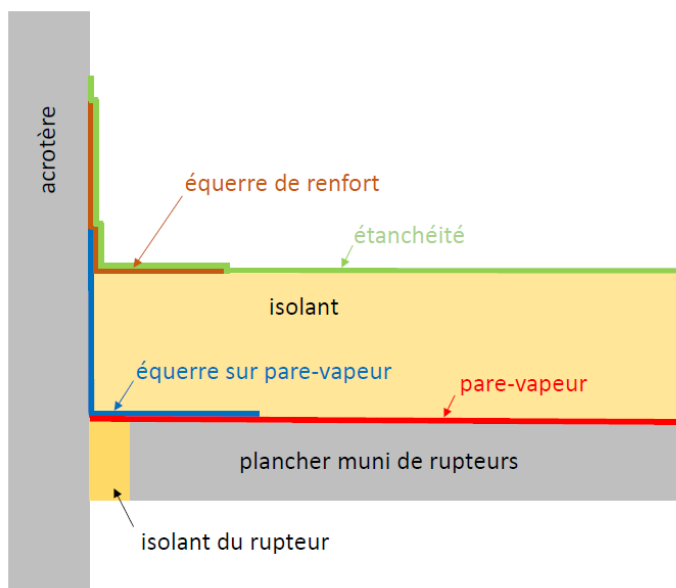 acrotère
équerre de renfort
étanchéité
isolant
équerre sur pare-vapeur
pare-vapeur
plancher muni de rupteurs
isolant du rupteur